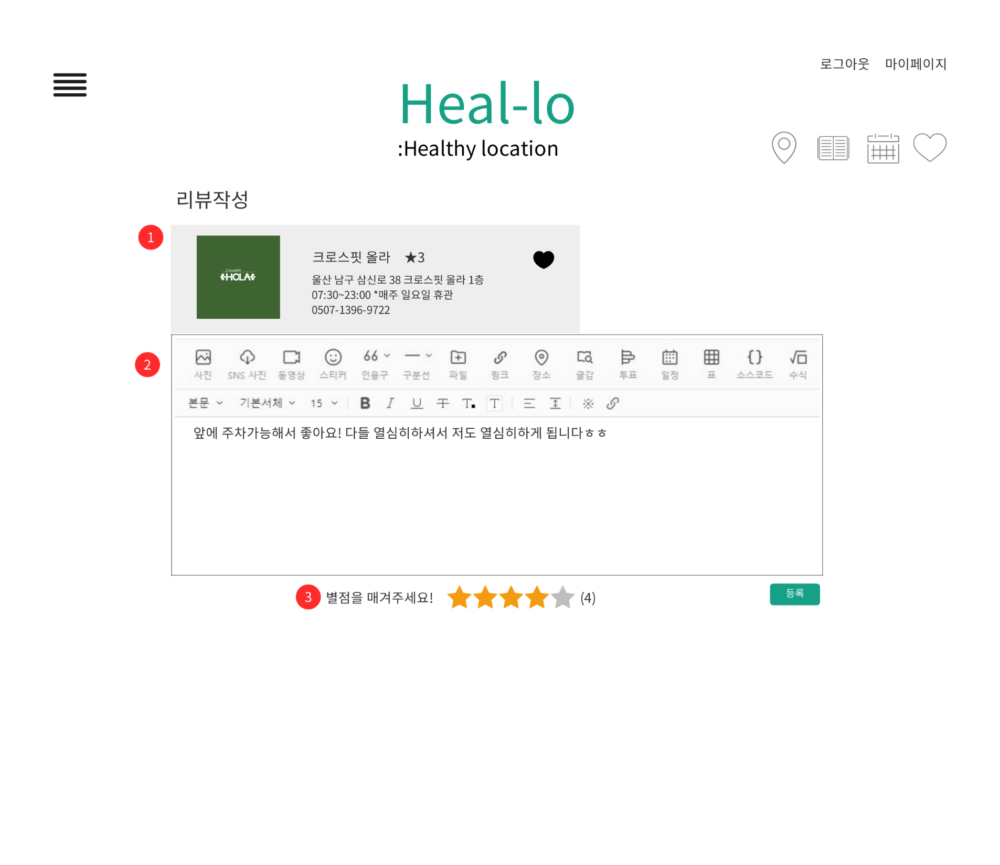 로그아웃 마이페이지
Heal-lo
:Healthy location
리뷰작성
1
CrossFit
HOLA
크로스핏 올라 ★3
울산 남구 삼신로 38 크로스핏 올라 1층
07:30~23:00 *매주 일요일 휴관
0507-1396-9722
2
사진 SNS 사진 동영상 스티커 인용구 구분선 파일 링크 장소 글감 투표 일정 표 소스코드 수식
본문 기본서체 15 B I U T T. T
앞에 주차가능해서 좋아요! 다들 열심히하셔서 저도 열심히하게 됩니다ㅎㅎ
3 별점을 매겨주세요! (4)
등록